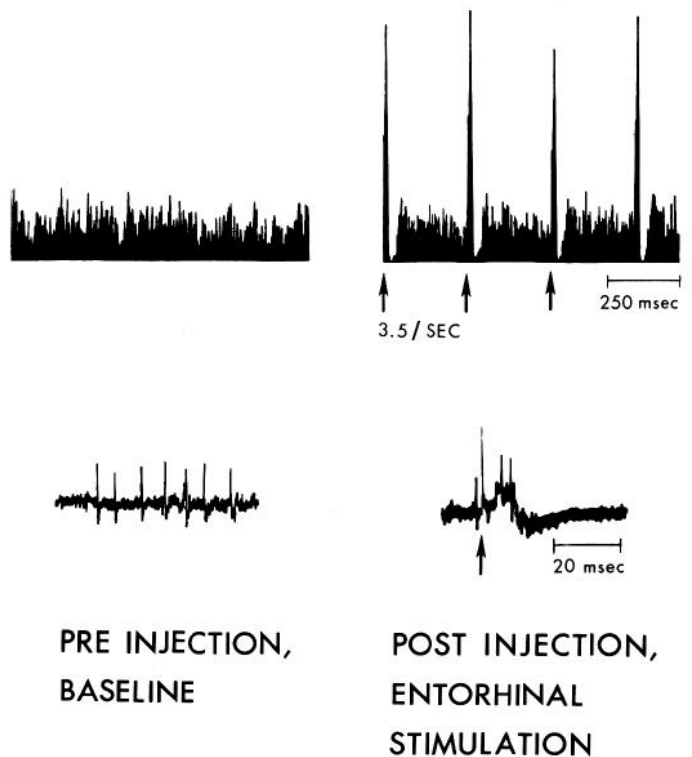 250 msec
3.5/SEC
20 msec
PRE INJECTION,
BASELINE
POST INJECTION,
ENTORHINAL
STIMULATION